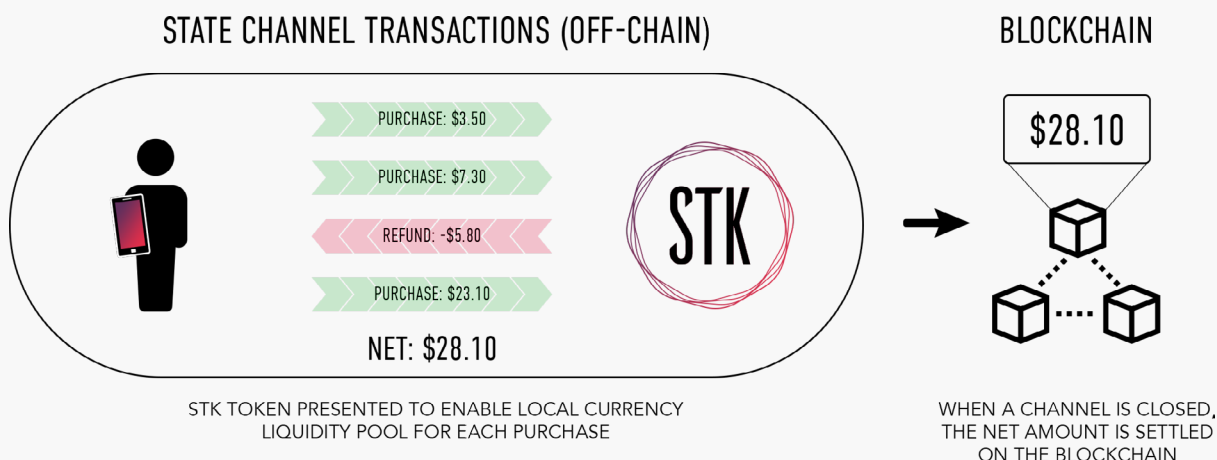 STATE CHANNEL TRANSACTIONS (OFF-CHAIN)
PURCHASE: $3.50
PURCHASE: $7.30
REFUND: -$5.80
PURCHASE: $23.10
NET: $28.10
STK
STK TOKEN PRESENTED TO ENABLE LOCAL CURRENCY
LIQUIDITY POOL FOR EACH PURCHASE
BLOCKCHAIN
$28.10
WHEN A CHANNEL IS CLOSED,
THE NET AMOUNT IS SETTLED
ON THE BLOCKCHAIN